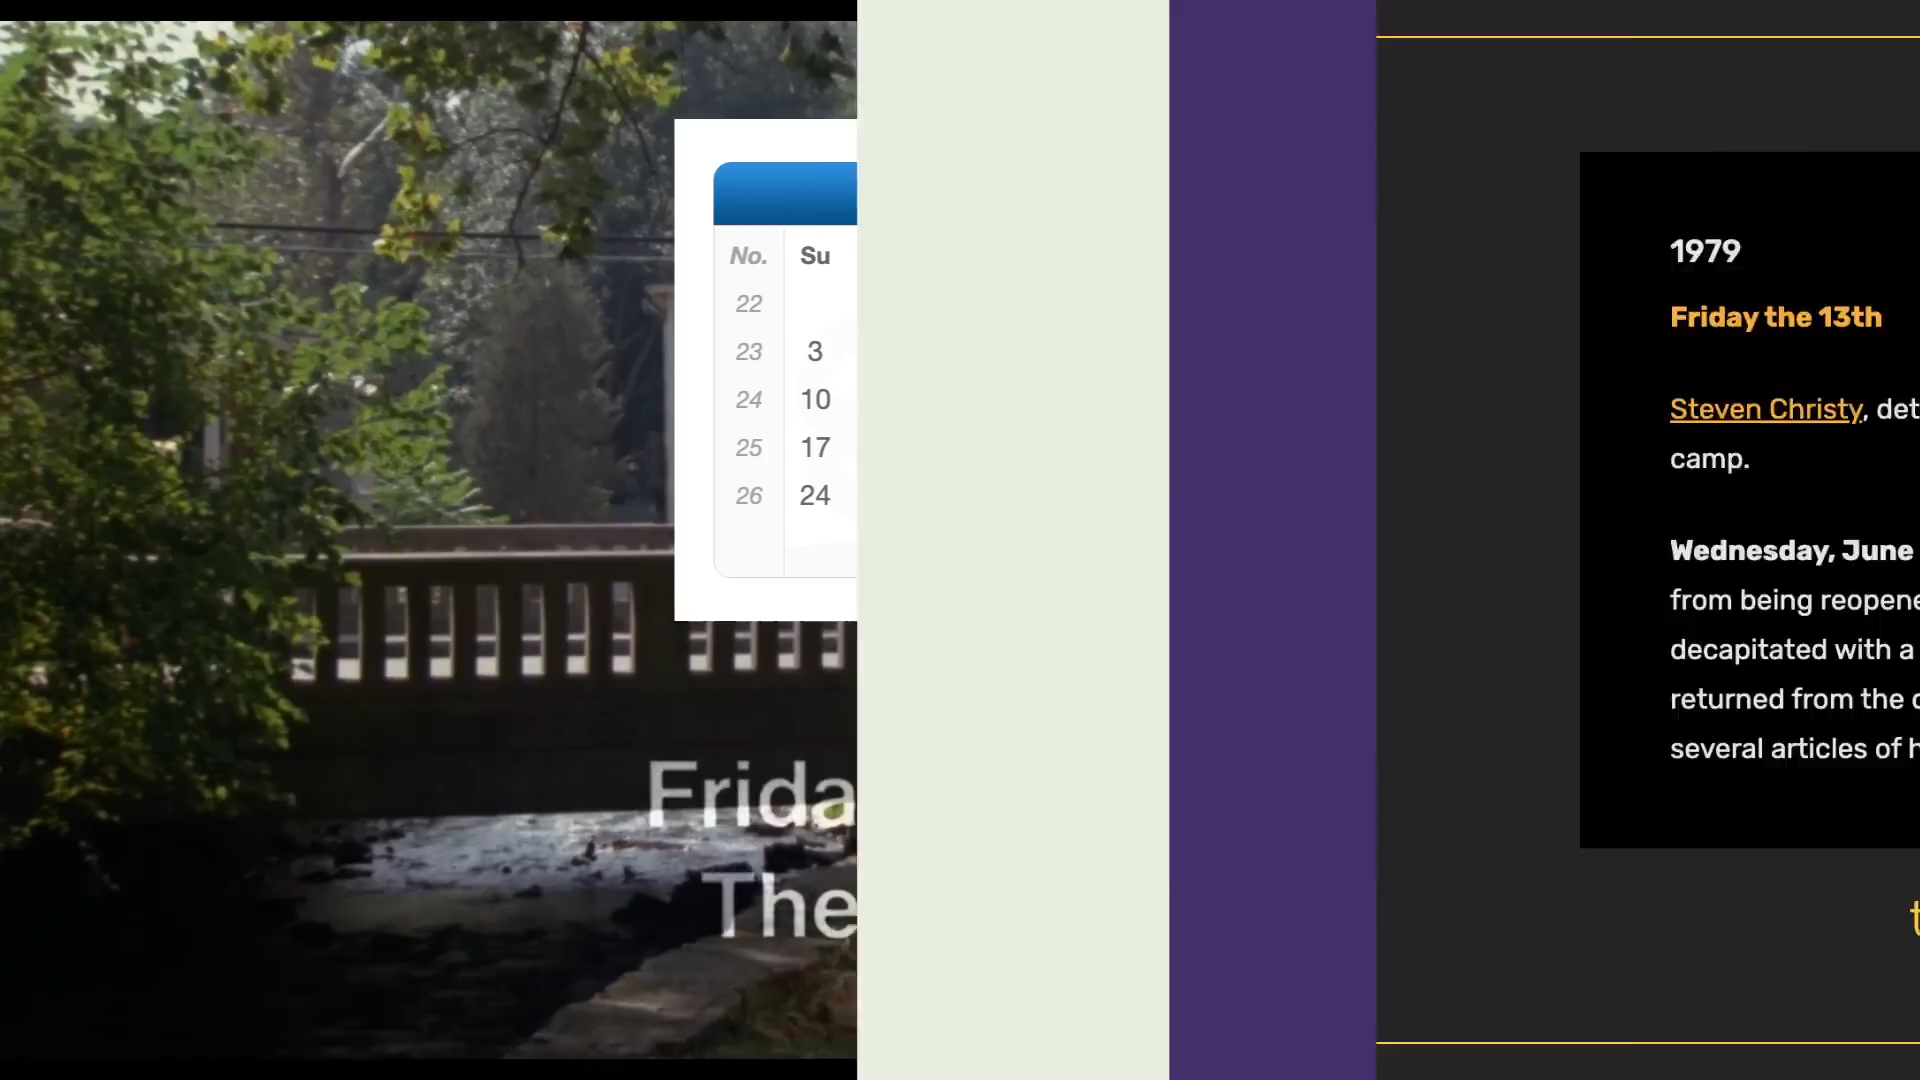 No. Su
22
23 3
24 10
25 17
26 24
Frida
The
1979
Friday the 13th
Steven Christy, det
camp.
Wednesday, June
from being reopene
decapitated with a
returned from the
several articles of